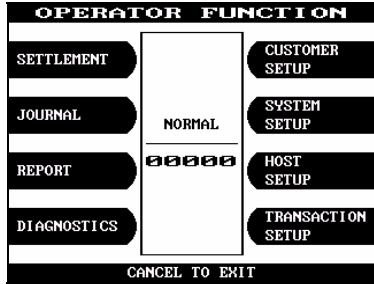 OPERATOR FUNCTION
SETTLEMENT
CUSTOMER
SETUP
JOURNAL
NORMAL
SYSTEM
SETUP
REPORT
00000
HOST
SETUP
DIAGNOSTICS
TRANSACTION
SETUP
CANCEL TO EXIT